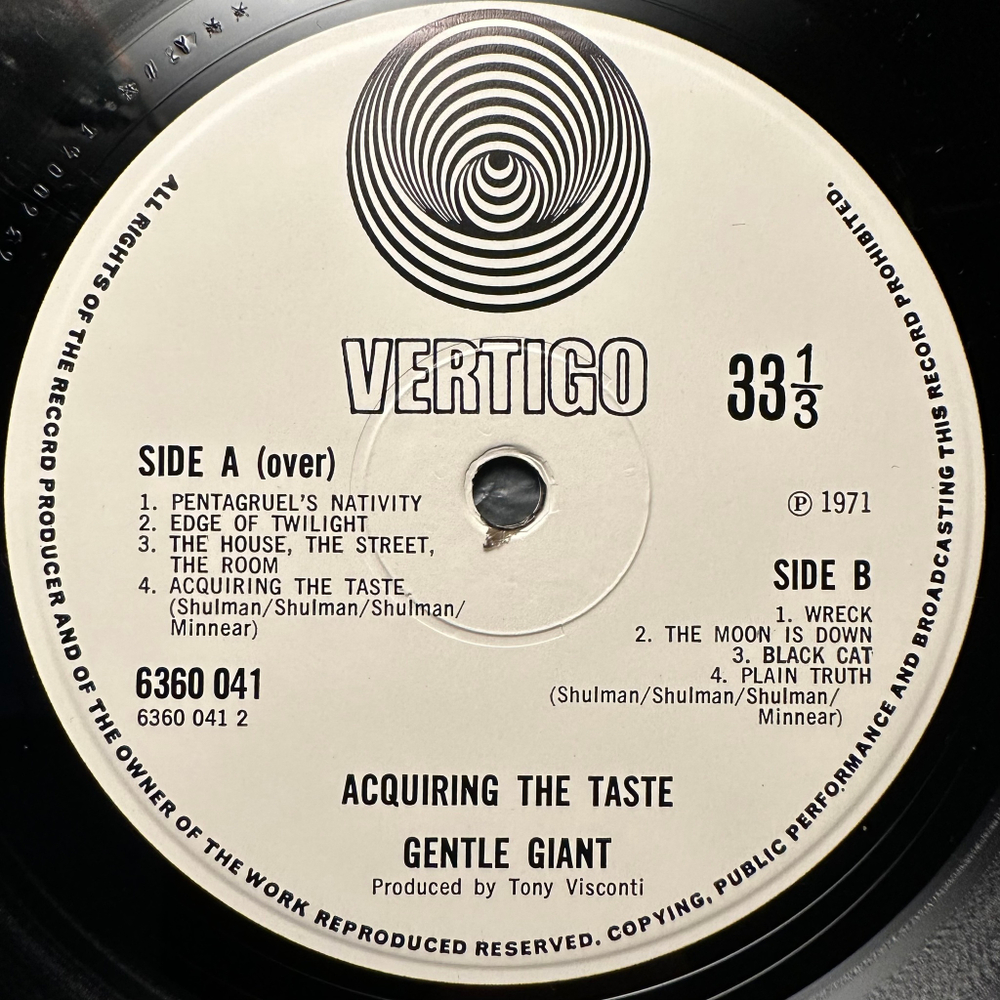 ALL RIGHTS OF THE RECORD PRODUCER AND OF THE OWNER OF THE WORK REPRODUCED RESERVED. COPYING, PUBLIC PERFORMANCE AND BROADCASTING THIS RECORD PROHIBITED.
VERTIGO
33 1/3
SIDE A (over)
1. PENTAGRUEL'S NATIVITY
2. EDGE OF TWILIGHT
3. THE HOUSE, THE STREET,
THE ROOM
4. ACQUIRING THE TASTE
(Shulman/Shulman/Shulman/
Minnear)
6360 041
6360 041 2
℗ 1971
SIDE B
1. WRECK
2. THE MOON IS DOWN
3. BLACK CAT
4. PLAIN TRUTH
(Shulman/Shulman/Shulman/
Minnear)
ACQUIRING THE TASTE
GENTLE GIANT
Produced by Tony Visconti